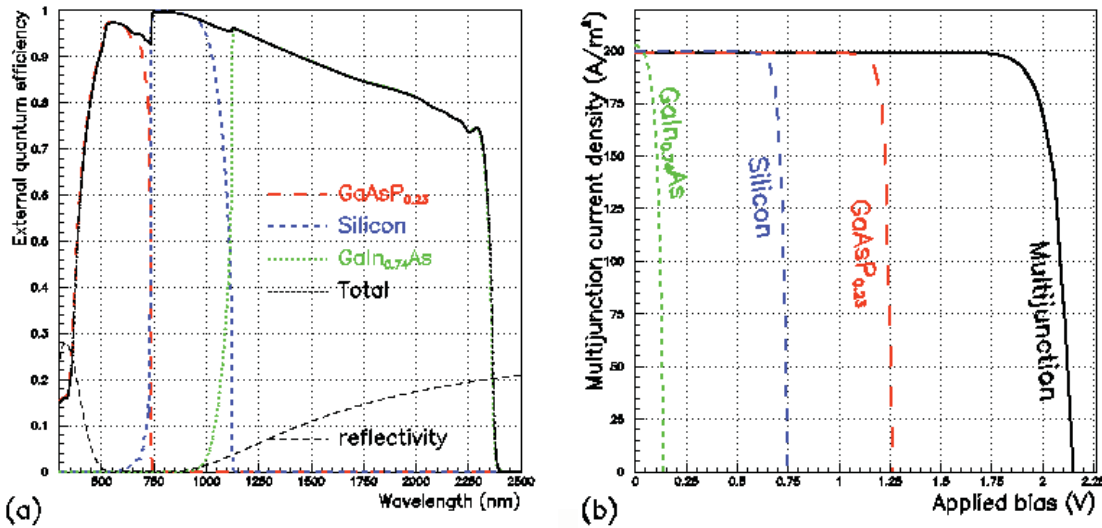 External quantum efficiency
1
0.9
0.8
0.7
0.6
0.5
0.4
0.3
0.2
0.1
0
GaAsP0.23
Silicon
GaIn0.74As
Total
reflectivity
500
750
1000
1250
1500
1750
2000
2250
2500
Wavelength (nm)
(a)
Multijunction current density (A/m²)
200
175
150
125
100
75
50
25
0
GaIn0.74As
Silicon
GaAsP0.23
Multijunction
0
0.25
0.5
0.75
1
1.25
1.5
1.75
2
2.25
Applied bias (V)
(b)